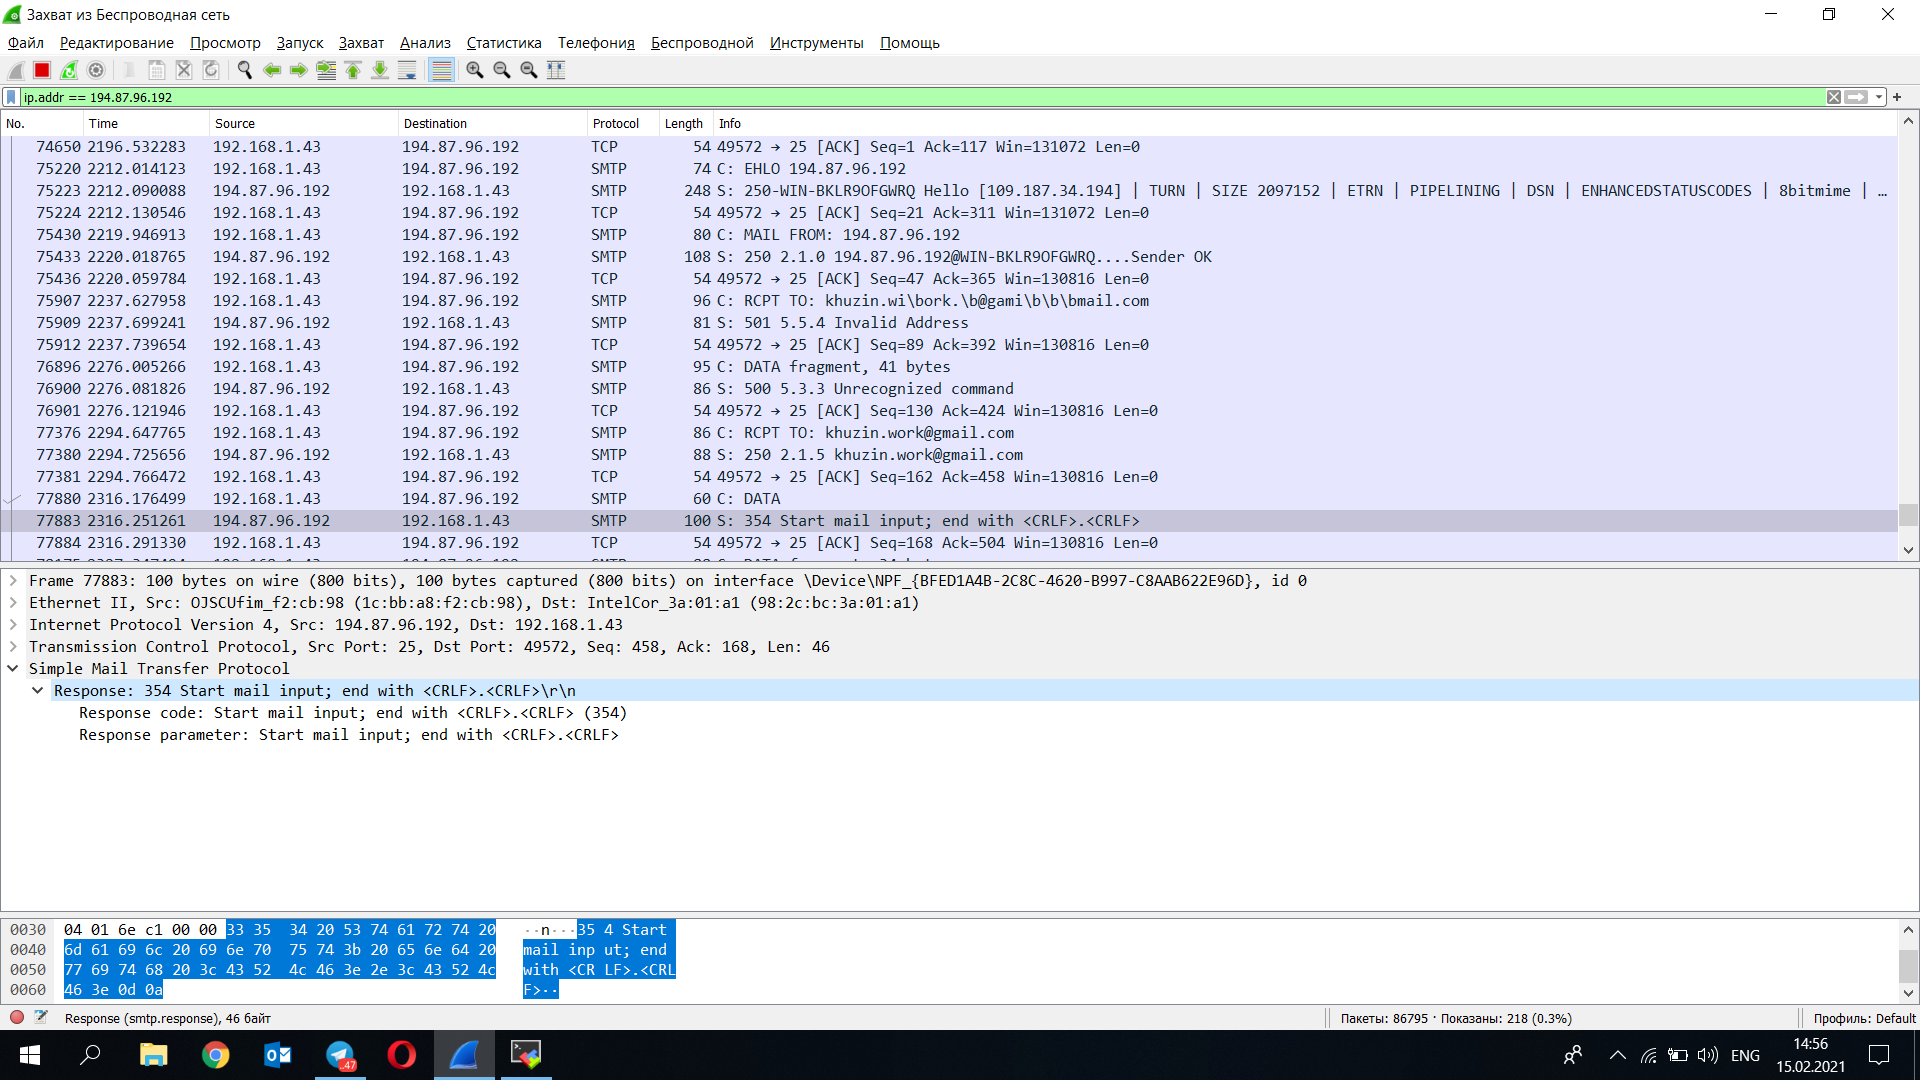 Захват из Беспроводная сеть
Файл Редактирование Просмотр Запуск Захват Анализ Статистика Телефония Беспроводной Инструменты Помощь
ip.addr == 194.87.96.192
No. Time Source Destination Protocol Length Info
74650 2196.532283 192.168.1.43 194.87.96.192 TCP 54 49572 → 25 [ACK] Seq=1 Ack=117 Win=131072 Len=0
75220 2212.014123 192.168.1.43 194.87.96.192 SMTP 74 C: EHLO 194.87.96.192
75223 2212.090088 194.87.96.192 192.168.1.43 SMTP 248 S: 250-WIN-BKLR9OFGWRQ Hello [109.187.34.194] | TURN | SIZE 2097152 | ETRN | PIPELINING | DSN | ENHANCEDSTATUSCODES | 8bitmime | …
75224 2212.130546 192.168.1.43 194.87.96.192 TCP 54 49572 → 25 [ACK] Seq=21 Ack=311 Win=131072 Len=0
75430 2219.946913 192.168.1.43 194.87.96.192 SMTP 80 C: MAIL FROM: 194.87.96.192
75433 2220.018765 194.87.96.192 192.168.1.43 SMTP 108 S: 250 2.1.0 194.87.96.192@WIN-BKLR9OFGWRQ....Sender OK
75436 2220.059784 192.168.1.43 194.87.96.192 TCP 54 49572 → 25 [ACK] Seq=47 Ack=365 Win=130816 Len=0
75907 2237.627958 192.168.1.43 194.87.96.192 SMTP 96 C: RCPT TO: khuzin.wi\bork.\b@gami\b\b\bmail.com
75909 2237.699241 194.87.96.192 192.168.1.43 SMTP 81 S: 501 5.5.4 Invalid Address
75912 2237.739654 192.168.1.43 194.87.96.192 TCP 54 49572 → 25 [ACK] Seq=89 Ack=392 Win=130816 Len=0
76896 2276.005266 192.168.1.43 194.87.96.192 SMTP 95 C: DATA fragment, 41 bytes
76900 2276.081826 194.87.96.192 192.168.1.43 SMTP 86 S: 500 5.3.3 Unrecognized command
76901 2276.121946 192.168.1.43 194.87.96.192 TCP 54 49572 → 25 [ACK] Seq=130 Ack=424 Win=130816 Len=0
77376 2294.647765 192.168.1.43 194.87.96.192 SMTP 86 C: RCPT TO: khuzin.work@gmail.com
77380 2294.725656 194.87.96.192 192.168.1.43 SMTP 88 S: 250 2.1.5 khuzin.work@gmail.com
77381 2294.766472 192.168.1.43 194.87.96.192 TCP 54 49572 → 25 [ACK] Seq=162 Ack=458 Win=130816 Len=0
77880 2316.176499 192.168.1.43 194.87.96.192 SMTP 60 C: DATA
77883 2316.251261 194.87.96.192 192.168.1.43 SMTP 100 S: 354 Start mail input; end with <CRLF>.<CRLF>
77884 2316.291330 192.168.1.43 194.87.96.192 TCP 54 49572 → 25 [ACK] Seq=168 Ack=504 Win=130816 Len=0
Frame 77883: 100 bytes on wire (800 bits), 100 bytes captured (800 bits) on interface \Device\NPF_{BFED1A4B-2C8C-4620-B997-C8AAB622E96D}, id 0
Ethernet II, Src: OJSCUfim_f2:cb:98 (1c:bb:a8:f2:cb:98), Dst: IntelCor_3a:01:a1 (98:2c:bc:3a:01:a1)
Internet Protocol Version 4, Src: 194.87.96.192, Dst: 192.168.1.43
Transmission Control Protocol, Src Port: 25, Dst Port: 49572, Seq: 458, Ack: 168, Len: 46
Simple Mail Transfer Protocol
Response: 354 Start mail input; end with <CRLF>.<CRLF>\r\n
Response code: Start mail input; end with <CRLF>.<CRLF> (354)
Response parameter: Start mail input; end with <CRLF>.<CRLF>
0030 04 01 6e c1 00 00 33 35 34 20 53 74 61 72 74 20 ··n···35 4 Start
0040 6d 61 69 6c 20 69 6e 70 75 74 3b 20 65 6e 64 20 mail inp ut; end
0050 77 69 74 68 20 3c 43 52 4c 46 3e 2e 3c 43 52 4c with <CR LF>.<CRL
0060 46 3e 0d 0a F>··
Response (smtp.response), 46 байт Пакеты: 86795 · Показаны: 218 (0.3%) Профиль: Default
.47
ENG
14:56
15.02.2021